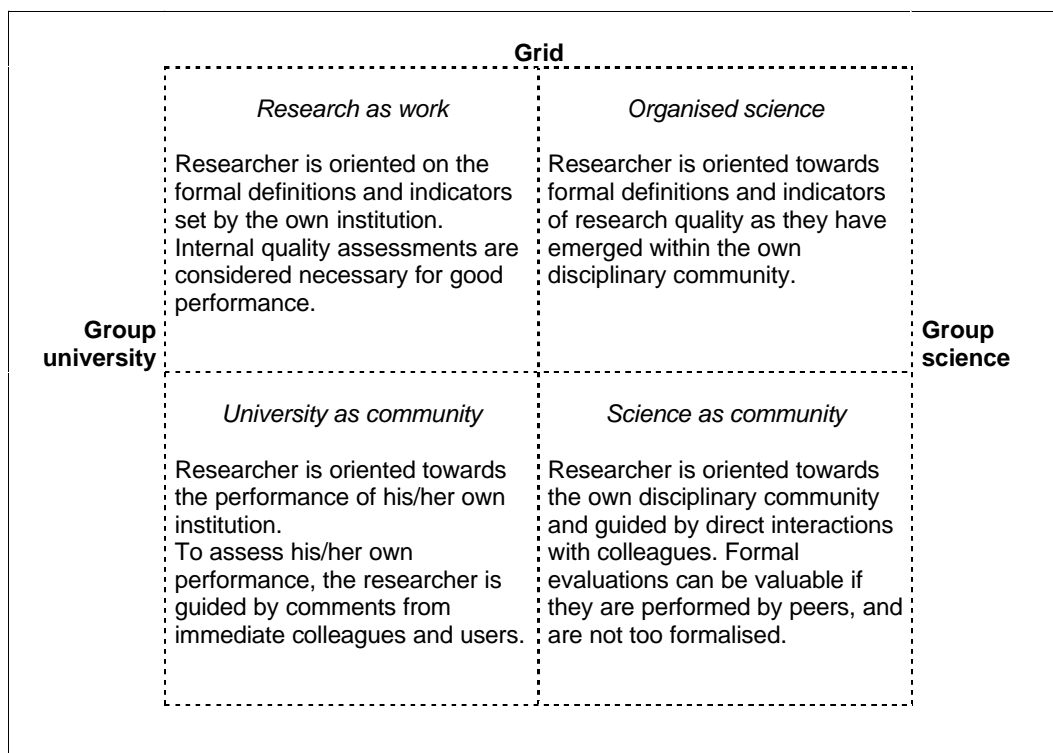 Grid
Research as work
Researcher is oriented on the
formal definitions and indicators
set by the own institution.
Internal quality assessments are
considered necessary for good
performance.
Organised science
Researcher is oriented towards
formal definitions and indicators
of research quality as they have
emerged within the own
disciplinary community.
Group
university
Group
science
University as community
Researcher is oriented towards
the performance of his/her own
institution.
To assess his/her own
performance, the researcher is
guided by comments from
immediate colleagues and users.
Science as community
Researcher is oriented towards
the own disciplinary community
and guided by direct interactions
with colleagues. Formal
evaluations can be valuable if
they are performed by peers, and
are not too formalised.